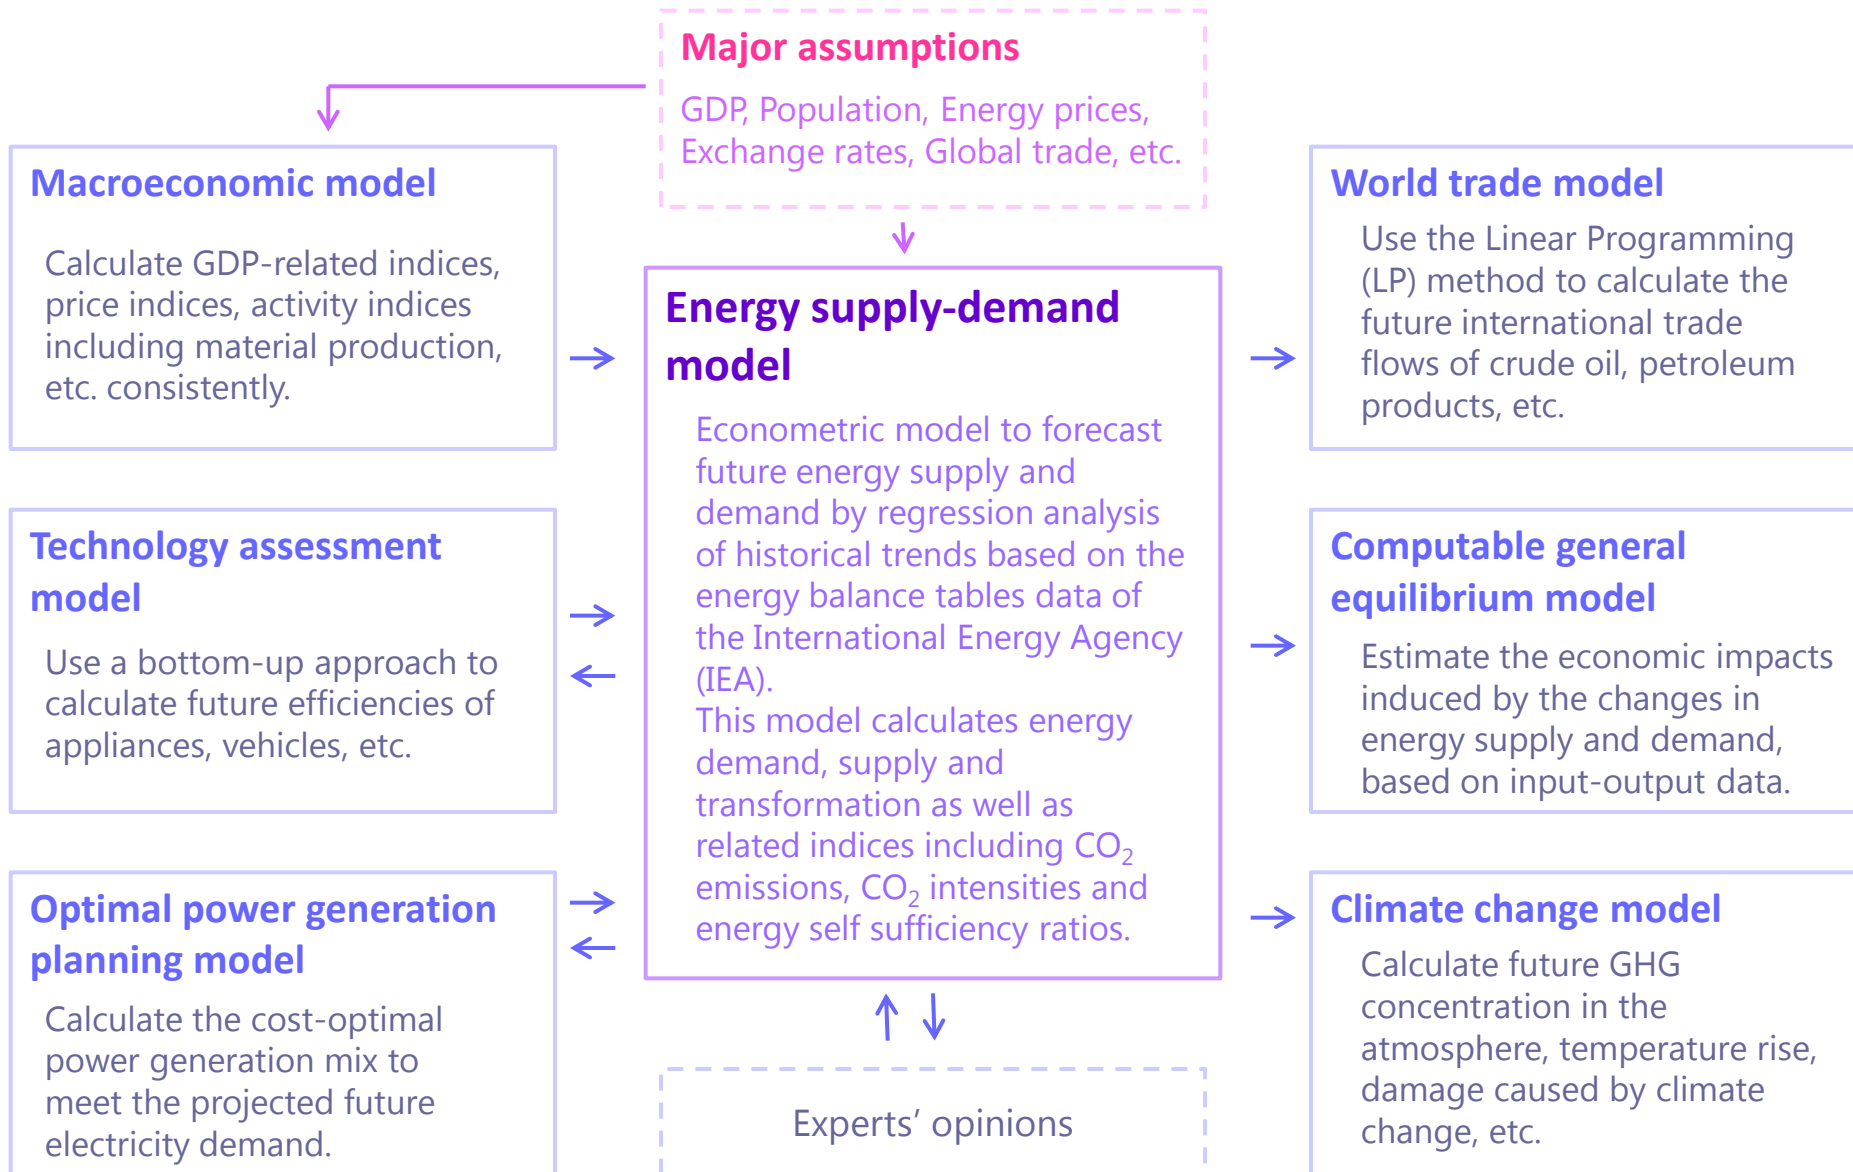 Major assumptions
GDP, Population, Energy prices,
Exchange rates, Global trade, etc.
Macroeconomic model
Calculate GDP-related indices,
price indices, activity indices
including material production,
etc. consistently.
Technology assessment
model
Use a bottom-up approach to
calculate future efficiencies of
appliances, vehicles, etc.
Optimal power generation
planning model
Calculate the cost-optimal
power generation mix to
meet the projected future
electricity demand.
Energy supply-demand
model
Econometric model to forecast
future energy supply and
demand by regression analysis
of historical trends based on the
energy balance tables data of
the International Energy Agency
(IEA).
This model calculates energy
demand, supply and
transformation as well as
related indices including CO₂
emissions, CO₂ intensities and
energy self sufficiency ratios.
Experts’ opinions
World trade model
Use the Linear Programming
(LP) method to calculate the
future international trade
flows of crude oil, petroleum
products, etc.
Computable general
equilibrium model
Estimate the economic impacts
induced by the changes in
energy supply and demand,
based on input-output data.
Climate change model
Calculate future GHG
concentration in the
atmosphere, temperature rise,
damage caused by climate
change, etc.